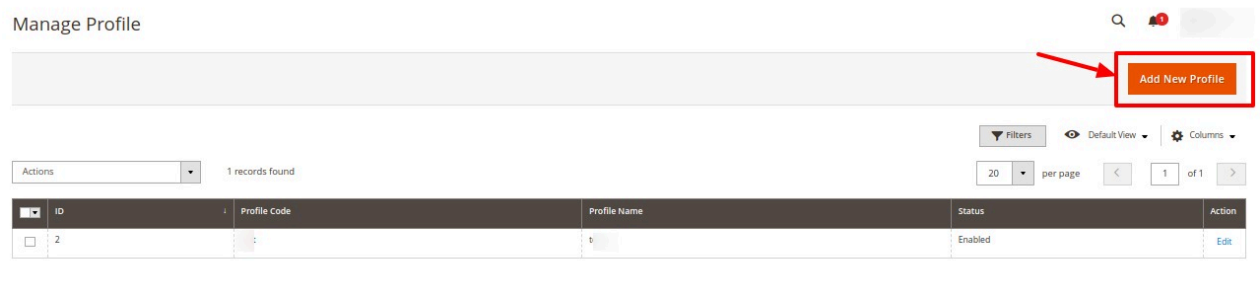 Manage Profile
1
Add New Profile
Filters
Default View
Columns
Actions
1 records found
20
per page
1
of 1
ID
Profile Code
Profile Name
Status
Action
2
Enabled
Edit